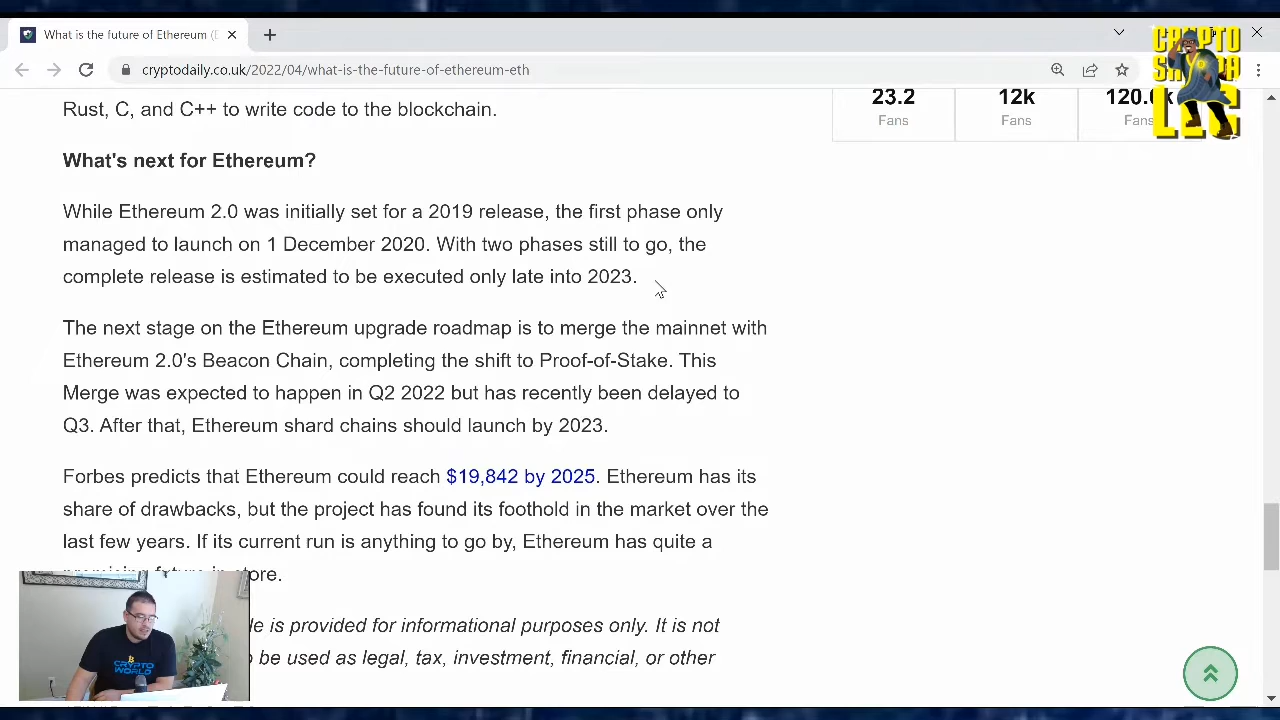 What is the future of Ethereum (E
cryptodaily.co.uk/2022/04/what-is-the-future-of-ethereum-eth
CRYPTO
LEO
Rust, C, and C++ to write code to the blockchain.
23.2
12k
Fans
Fans
Fans
What's next for Ethereum?
While Ethereum 2.0 was initially set for a 2019 release, the first phase only
managed to launch on 1 December 2020. With two phases still to go, the
complete release is estimated to be executed only late into 2023.
The next stage on the Ethereum upgrade roadmap is to merge the mainnet with
Ethereum 2.0's Beacon Chain, completing the shift to Proof-of-Stake. This
Merge was expected to happen in Q2 2022 but has recently been delayed to
Q3. After that, Ethereum shard chains should launch by 2023.
Forbes predicts that Ethereum could reach $19,842 by 2025. Ethereum has its
share of drawbacks, but the project has found its foothold in the market over the
last few years. If its current run is anything to go by, Ethereum has quite a
store.
is provided for informational purposes only. It is not
be used as legal, tax, investment, financial, or other
CRYPTO
WORLD